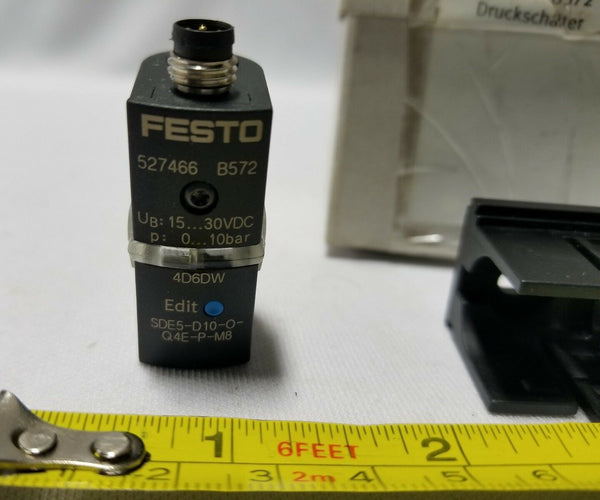 Druckschalter
FESTO
527466 B572
UB: 15...30VDC
p: 0...10bar
4D6DW
Edit
SDE5-D10-O-
Q4E-P-M8
1 6FEET 2
2 3 2m 4 5 6